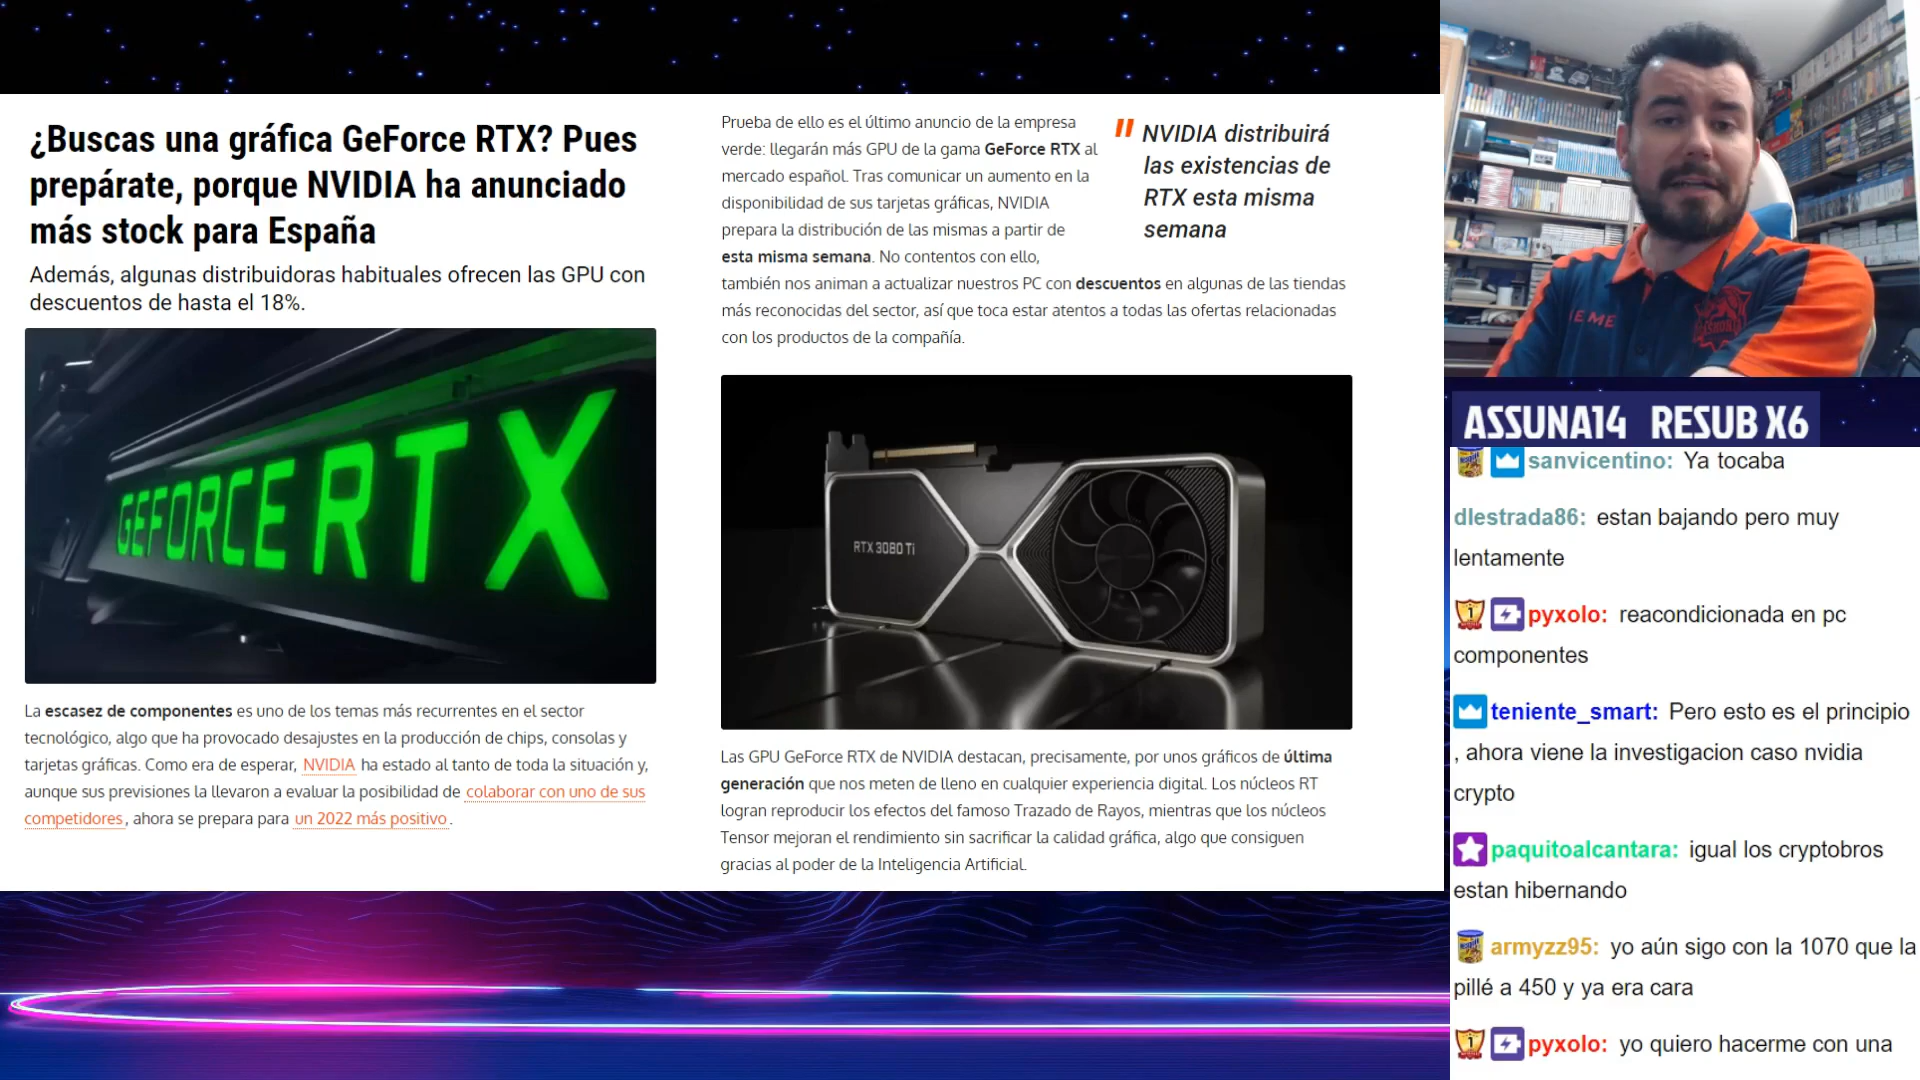 ¿Buscas una gráfica GeForce RTX? Pues
prepárate, porque NVIDIA ha anunciado
más stock para España
Además, algunas distribuidoras habituales ofrecen las GPU con
descuentos de hasta el 18%.
GEFORCE RTX
La escasez de componentes es uno de los temas más recurrentes en el sector
tecnológico, algo que ha provocado desajustes en la producción de chips, consolas y
tarjetas gráficas. Como era de esperar, NVIDIA ha estado al tanto de toda la situación y,
aunque sus previsiones la llevaron a evaluar la posibilidad de colaborar con uno de sus
competidores, ahora se prepara para un 2022 más positivo.
Prueba de ello es el último anuncio de la empresa
verde: llegarán más GPU de la gama GeForce RTX al
mercado español. Tras comunicar un aumento en la
disponibilidad de sus tarjetas gráficas, NVIDIA
prepara la distribución de las mismas a partir de
esta misma semana. No contentos con ello,
también nos animan a actualizar nuestros PC con descuentos en algunas de las tiendas
más reconocidas del sector, así que toca estar atentos a todas las ofertas relacionadas
con los productos de la compañía.
" NVIDIA distribuirá
las existencias de
RTX esta misma
semana
RTX 3080 Ti
Las GPU GeForce RTX de NVIDIA destacan, precisamente, por unos gráficos de última
generación que nos meten de lleno en cualquier experiencia digital. Los núcleos RT
logran reproducir los efectos del famoso Trazado de Rayos, mientras que los núcleos
Tensor mejoran el rendimiento sin sacrificar la calidad gráfica, algo que consiguen
gracias al poder de la Inteligencia Artificial.
ASSUNA14 RESUB X6
sanvicentino: Ya tocaba
dlestrada86: estan bajando pero muy
lentamente
pyxolo: reacondicionada en pc
componentes
teniente_smart: Pero esto es el principio
, ahora viene la investigacion caso nvidia
crypto
paquitoalcantara: igual los cryptobros
estan hibernando
armyzz95: yo aún sigo con la 1070 que la
pillé a 450 y ya era cara
pyxolo: yo quiero hacerme con una